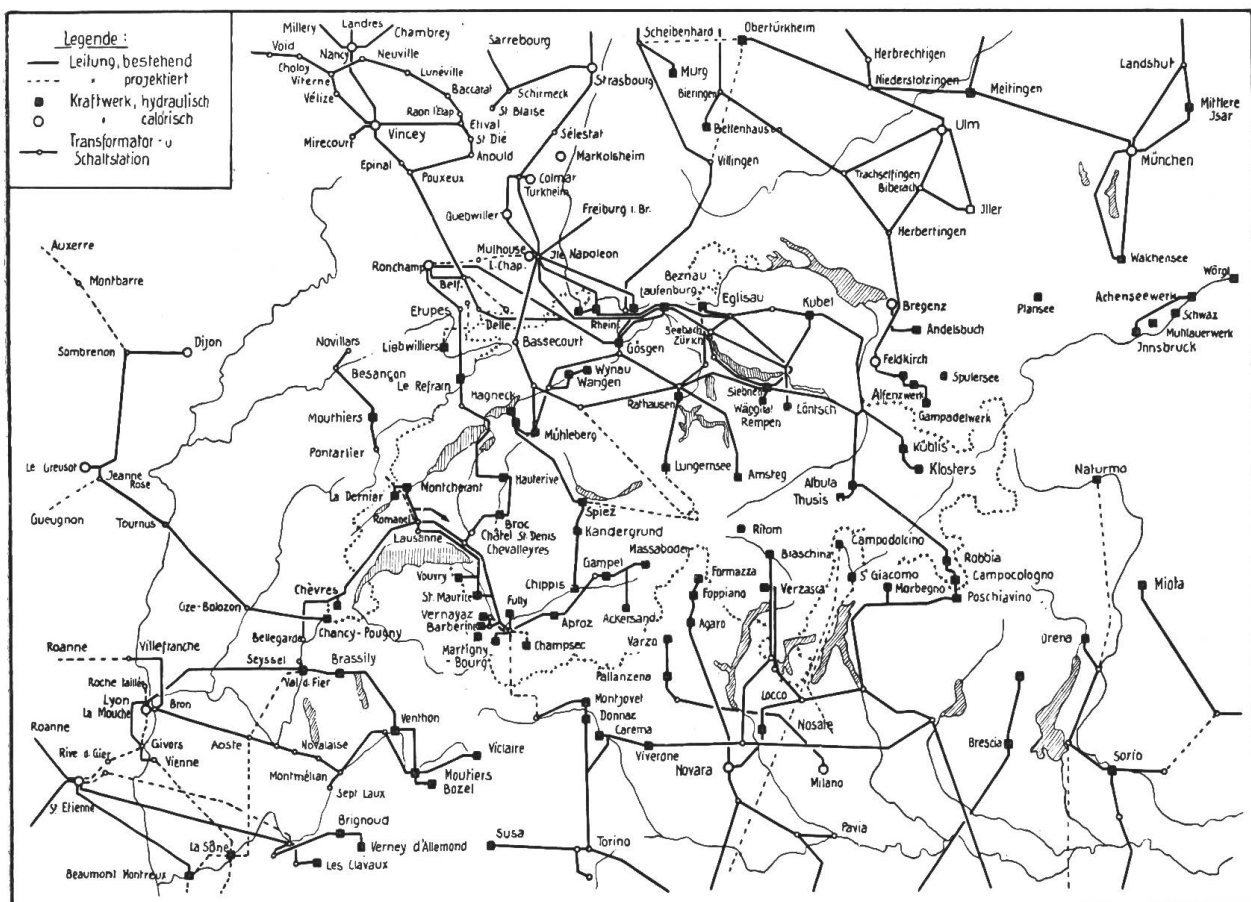 Legende :
Leitung, bestehend
" projektiert
Kraftwerk, hydraulisch
" calorisch
Transformator- u
Schaltstation
Millery
Landres
Chambrey
Nancy
Void
Choloy
Viterne
Neuville
Lunéville
Vélize
Baccarat
Raon l'Etap
Mirecourt
Vincey
Etival
St Dié
Anould
Epinal
Pouxeux
Sarrebourg
Strasbourg
Schirmeck
St Blaise
Sélestat
Markolsheim
Colmar
Turkheim
Guebwiller
Freiburg i. Br.
Scheibenhard
Obertürkheim
Murg
Bieringen
Bettenhaus
Villingen
Herbrechtigen
Niederstolzingen
Meitingen
Ulm
Trachselfingen
Biberach
Jller
Herbertingen
Landshut
Mittlere
Jsar
München
Walchensee
Auxerre
Montbarre
Sombrenon
Dijon
Ronchamp
Mulhouse
I. Chap.
Jle Napoleon
Belf.
Etupes
Delle
Liebwilliers
Le Refrain
Novillars
Besançon
Mouthiers
Pontarlier
Bassecourt
Rheinf
Laufenburg
Beznau
Eglisau
Kubel
Seebach
Zürich
Gösgen
Wynau
Wangen
Hagneck
Mühleberg
Rathausen
Siebnen
Wäggital
Rempen
Löntsch
Lungernsee
Amsteg
Bregenz
Andelsbuch
Feldkirch
Alfenzwerk
Spulersee
Gampadelwerk
Plansee
Achenseewerk
Wörgl
Schwaz
Mühlauerwerk
Innsbruck
Küblis
Klosters
Albula
Thusis
Le Creusot
Jeanne
Rose
Gueugnon
Tournus
La Dernier
Montcherant
Romanel
Lausanne
Hauterive
Broc
Châtel St Denis
Chevalleyres
Spiez
Kandergrund
Ritom
Biaschina
Campodolcino
Robbia
Campocologno
Poschiavino
Naturno
Miola
Cize-Bolozon
Chèvres
Chancy-Pougny
Vouvry
St. Maurice
Vernayaz
Barberine
Martigny-
Bourg
Fully
Chippis
Gampel
Massaboden
Aproz
Ackersand
Champsec
Formazza
Foppiano
Agaro
Verzasca
St Giacomo
Morbegno
Varzo
Pallanzena
Roanne
Villefranche
Bellegarde
Seyssel
Val d. Fier
Brassily
Roche taillée
Lyon
La Mouche
Bron
Roanne
Rive d Gier
Givors
Vienne
St Etienne
Aoste
Novalaise
Montmélian
Sept Laux
Venthon
Viclaire
Moutiers
Bozel
Brignoud
Verney d'Allemond
Les Clavaux
La Sône
Beaumont Montreux
Montjovet
Donnaz
Carema
Viverone
Locco
Nosate
Novara
Milano
Pavia
Susa
Torino
Brescia
Sorio